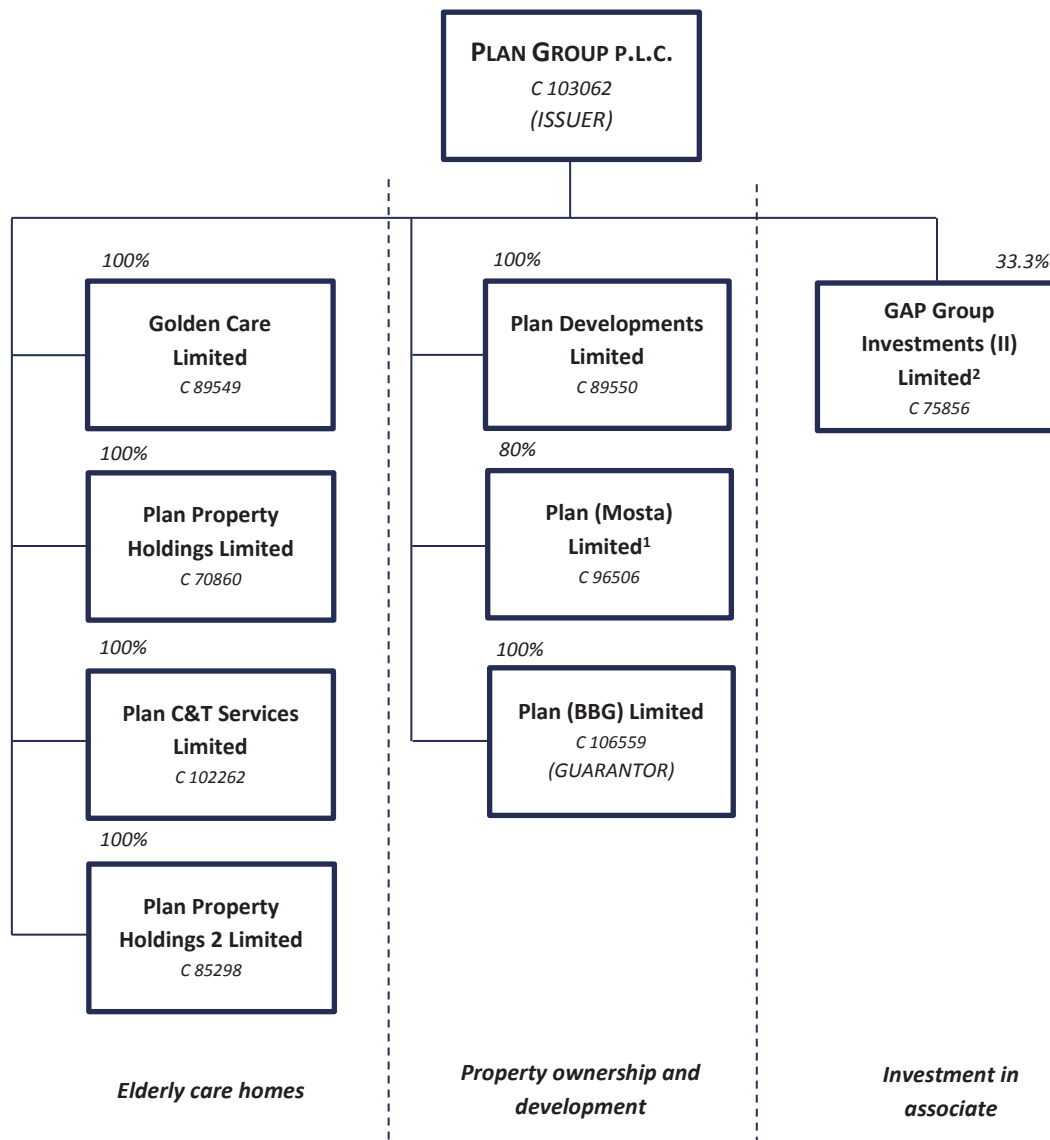 PLAN GROUP P.L.C.
C 103062
(ISSUER)
100%
Golden Care
Limited
C 89549
100%
Plan Property
Holdings Limited
C 70860
100%
Plan C&T Services
Limited
C 102262
100%
Plan Property
Holdings 2 Limited
C 85298
Elderly care homes
100%
Plan Developments
Limited
C 89550
80%
Plan (Mosta)
Limited¹
C 96506
100%
Plan (BBG) Limited
C 106559
(GUARANTOR)
Property ownership and
development
33.3%
GAP Group
Investments (II)
Limited²
C 75856
Investment in
associate